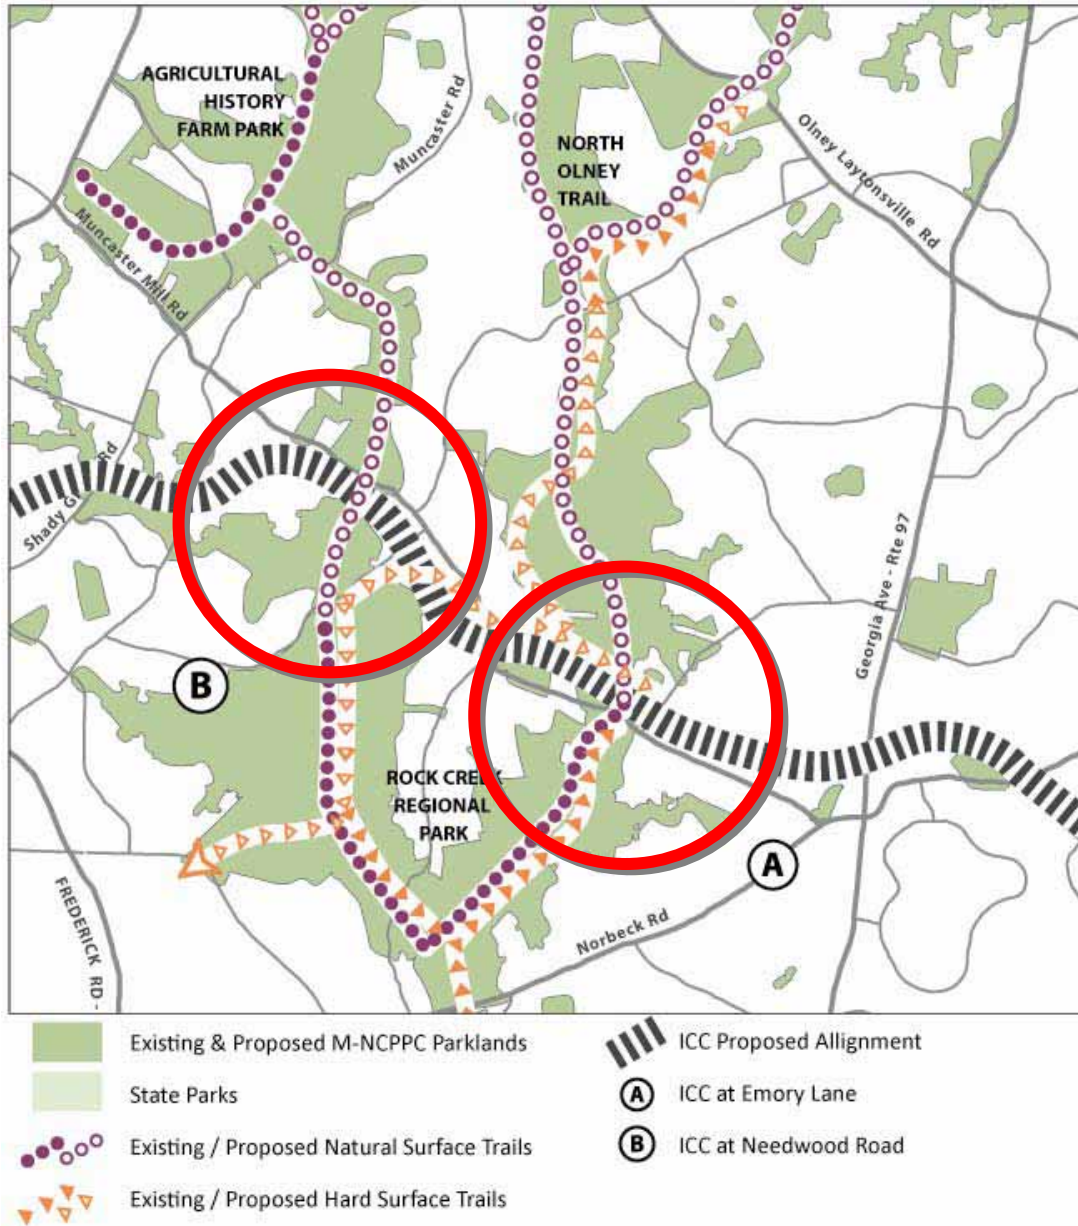 AGRICULTURAL
HISTORY
FARM PARK
Muncaster Rd
NORTH
OLNEY
TRAIL
Olney Laytonsville Rd
Muncaster Mill Rd
Shady G Rd
Georgia Ave - Rte 97
B
ROCK CREEK
REGIONAL
PARK
A
FREDERICK RD -
Norbeck Rd
Existing & Proposed M-NCPPC Parklands
State Parks
Existing / Proposed Natural Surface Trails
Existing / Proposed Hard Surface Trails
ICC Proposed Allignment
A ICC at Emory Lane
B ICC at Needwood Road